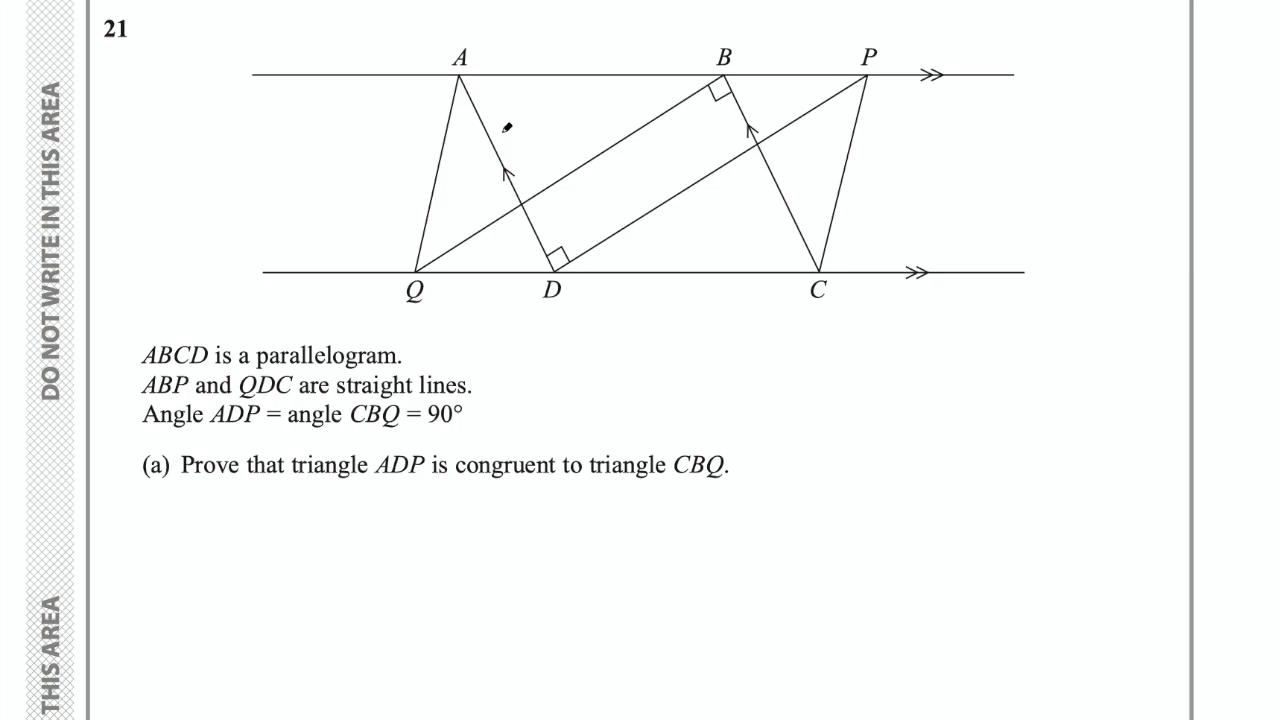 21
A B P
Q D C
ABCD is a parallelogram.
ABP and QDC are straight lines.
Angle ADP = angle CBQ = 90°
(a) Prove that triangle ADP is congruent to triangle CBQ.
DO NOT WRITE IN THIS AREA
THIS AREA